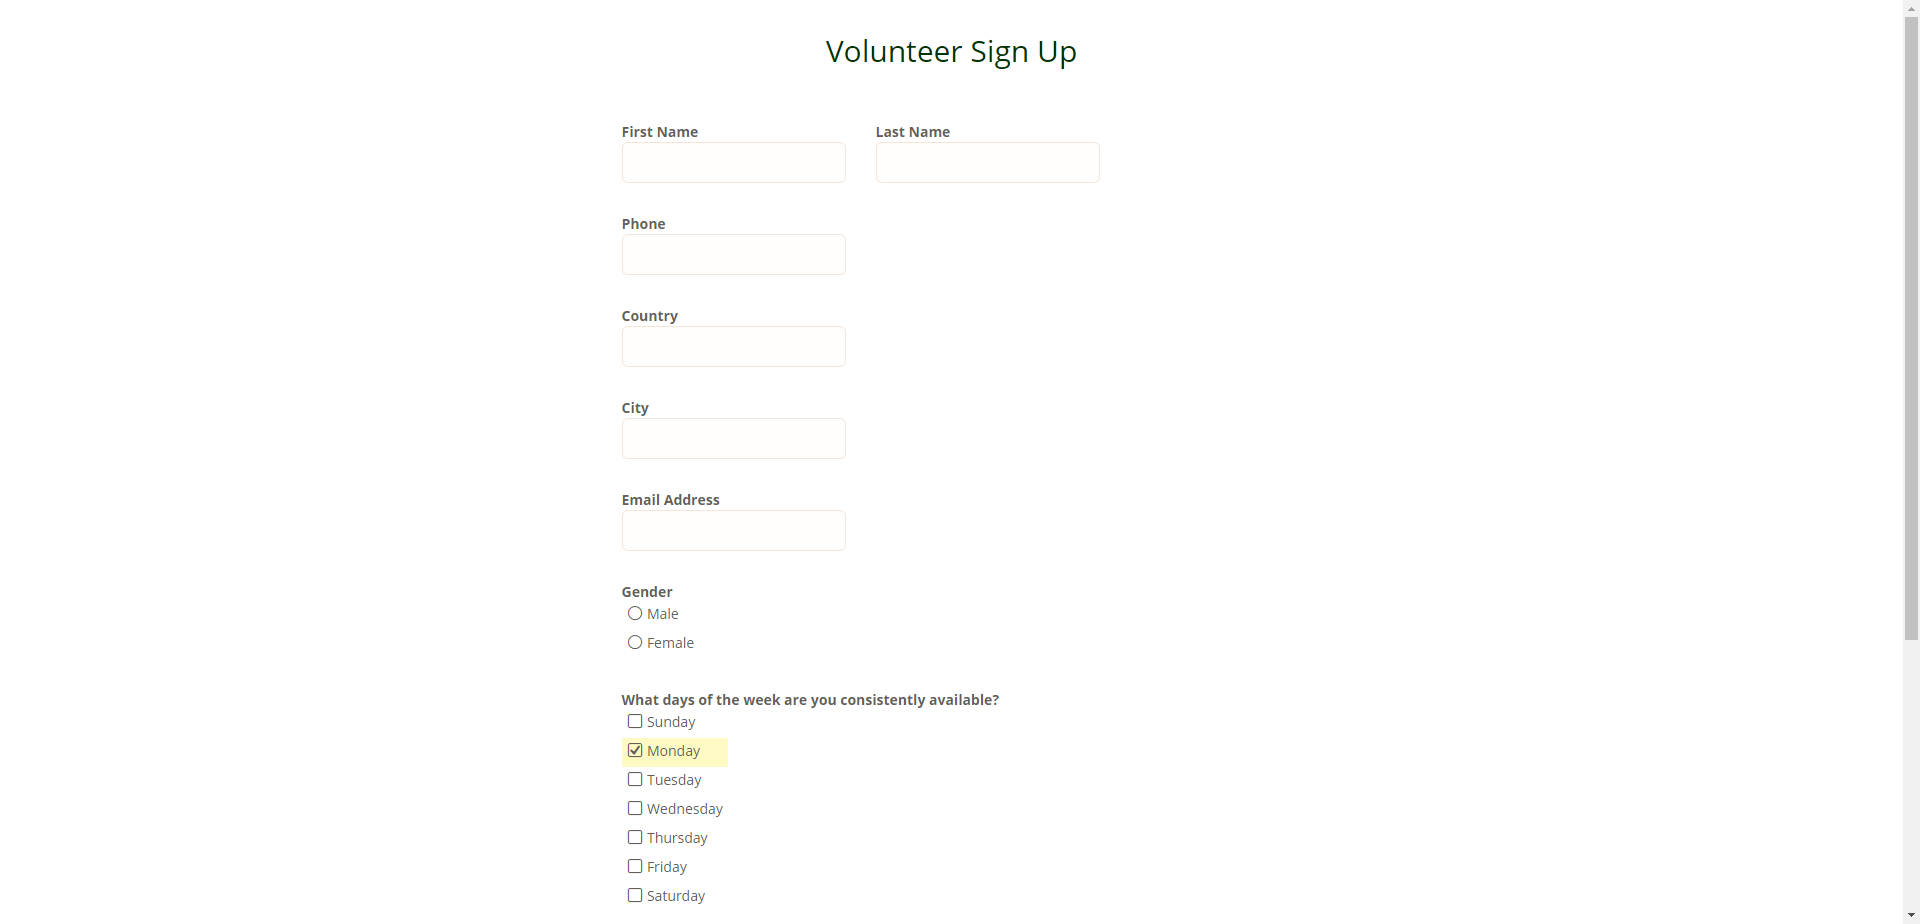 Volunteer Sign Up
First Name
Last Name
Phone
Country
City
Email Address
Gender
Male
Female
What days of the week are you consistently available?
Sunday
Monday
Tuesday
Wednesday
Thursday
Friday
Saturday